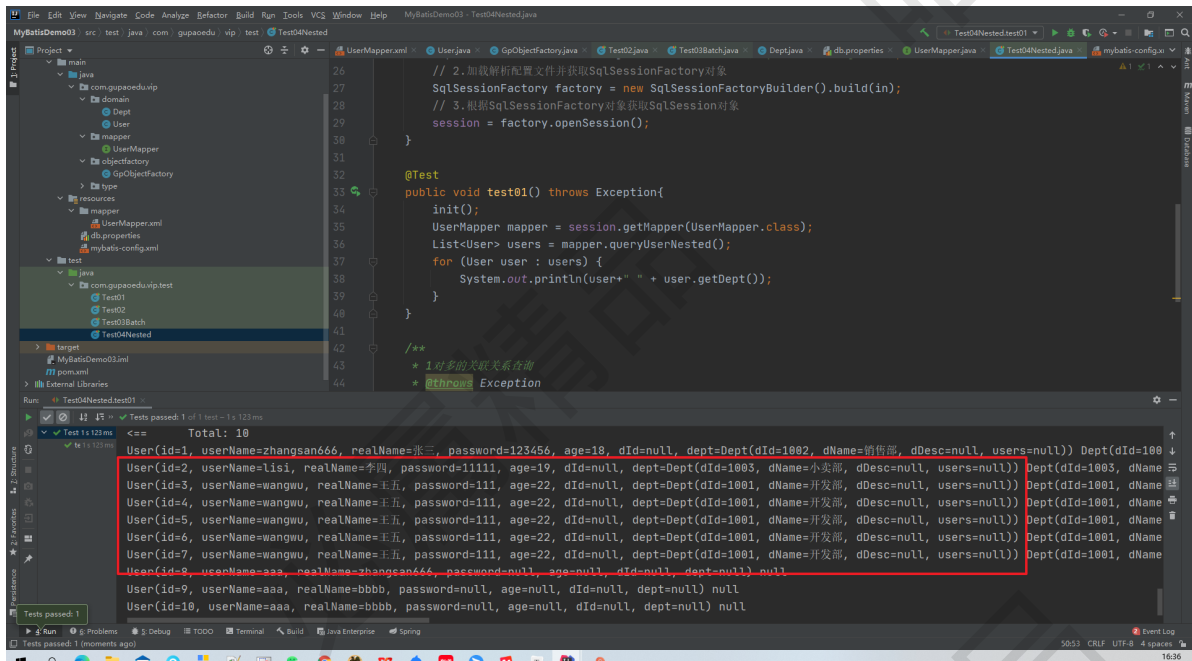 File Edit View Navigate Code Analyze Refactor Build Run Tools VCS Window Help MyBatisDemo03 - Test04Nested.java
MyBatisDemo03 src test java com gupaoedu vip test Test04Nested Test04Nested.test01
Project UserMapper.xml User.java GpObjectFactory.java Test02.java Test03Batch.java Dept.java db.properties UserMapper.java Test04Nested.java mybatis-config.xml
1: Project
Ant
Maven
Database
main
java
com.gupaoedu.vip
domain
Dept
User
mapper
UserMapper
objectfactory
GpObjectFactory
type
resources
mapper
UserMapper.xml
db.properties
mybatis-config.xml
test
java
com.gupaoedu.vip.test
Test01
Test02
Test03Batch
Test04Nested
target
MyBatisDemo03.iml
pom.xml
External Libraries
26 // 2.加载解析配置文件并获取SqlSessionFactory对象
27 SqlSessionFactory factory = new SqlSessionFactoryBuilder().build(in);
28 // 3.根据SqlSessionFactory对象获取SqlSession对象
29 session = factory.openSession();
30 }
31
32 @Test
33 public void test01() throws Exception{
34 init();
35 UserMapper mapper = session.getMapper(UserMapper.class);
36 List<User> users = mapper.queryUserNested();
37 for (User user : users) {
38 System.out.println(user+" " + user.getDept());
39 }
40 }
41
42 /**
43 * 1对多的关联关系查询
44 * @throws Exception
Run: Test04Nested.test01
Tests passed: 1 of 1 test – 1 s 123 ms
Test 1 s 123 ms
te 1 s 123 ms
<== Total: 10
User(id=1, userName=zhangsan666, realName=张三, password=123456, age=18, dId=null, dept=Dept(dId=1002, dName=销售部, dDesc=null, users=null)) Dept(dId=100
User(id=2, userName=lisi, realName=李四, password=11111, age=19, dId=null, dept=Dept(dId=1003, dName=小卖部, dDesc=null, users=null)) Dept(dId=1003, dName
User(id=3, userName=wangwu, realName=王五, password=111, age=22, dId=null, dept=Dept(dId=1001, dName=开发部, dDesc=null, users=null)) Dept(dId=1001, dName
User(id=4, userName=wangwu, realName=王五, password=111, age=22, dId=null, dept=Dept(dId=1001, dName=开发部, dDesc=null, users=null)) Dept(dId=1001, dName
User(id=5, userName=wangwu, realName=王五, password=111, age=22, dId=null, dept=Dept(dId=1001, dName=开发部, dDesc=null, users=null)) Dept(dId=1001, dName
User(id=6, userName=wangwu, realName=王五, password=111, age=22, dId=null, dept=Dept(dId=1001, dName=开发部, dDesc=null, users=null)) Dept(dId=1001, dName
User(id=7, userName=wangwu, realName=王五, password=111, age=22, dId=null, dept=Dept(dId=1001, dName=开发部, dDesc=null, users=null)) Dept(dId=1001, dName
User(id=8, userName=aaa, realName=zhangsan666, password=null, age=null, dId=null, dept=null) null
User(id=9, userName=aaa, realName=bbbb, password=null, age=null, dId=null, dept=null) null
User(id=10, userName=aaa, realName=bbbb, password=null, age=null, dId=null, dept=null) null
Z: Structure
2: Favorites
Persistence
Tests passed: 1
4: Run 6: Problems 5: Debug TODO Terminal Build Java Enterprise Spring Event Log
Tests passed: 1 (moments ago) 50:53 CRLF UTF-8 4 spaces
16:36